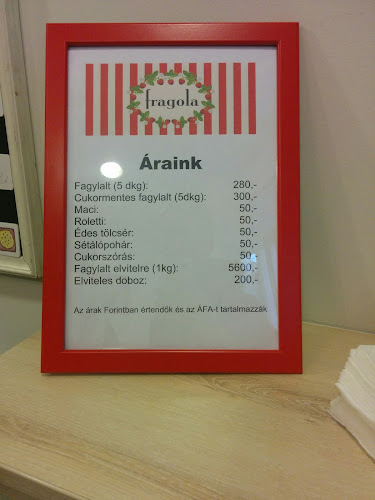 fragola
Áraink
Fagylalt (5 dkg): 280,-
Cukormentes fagylalt (5dkg): 300,-
Maci: 50,-
Roletti: 50,-
Édes tölcsér: 50,-
Sétálópohár: 50,-
Cukorszórás: 50,-
Fagylalt elvitelre (1kg): 5600,-
Elviteles doboz: 200,-
Az árak Forintban értendők és az ÁFA-t tartalmazzák